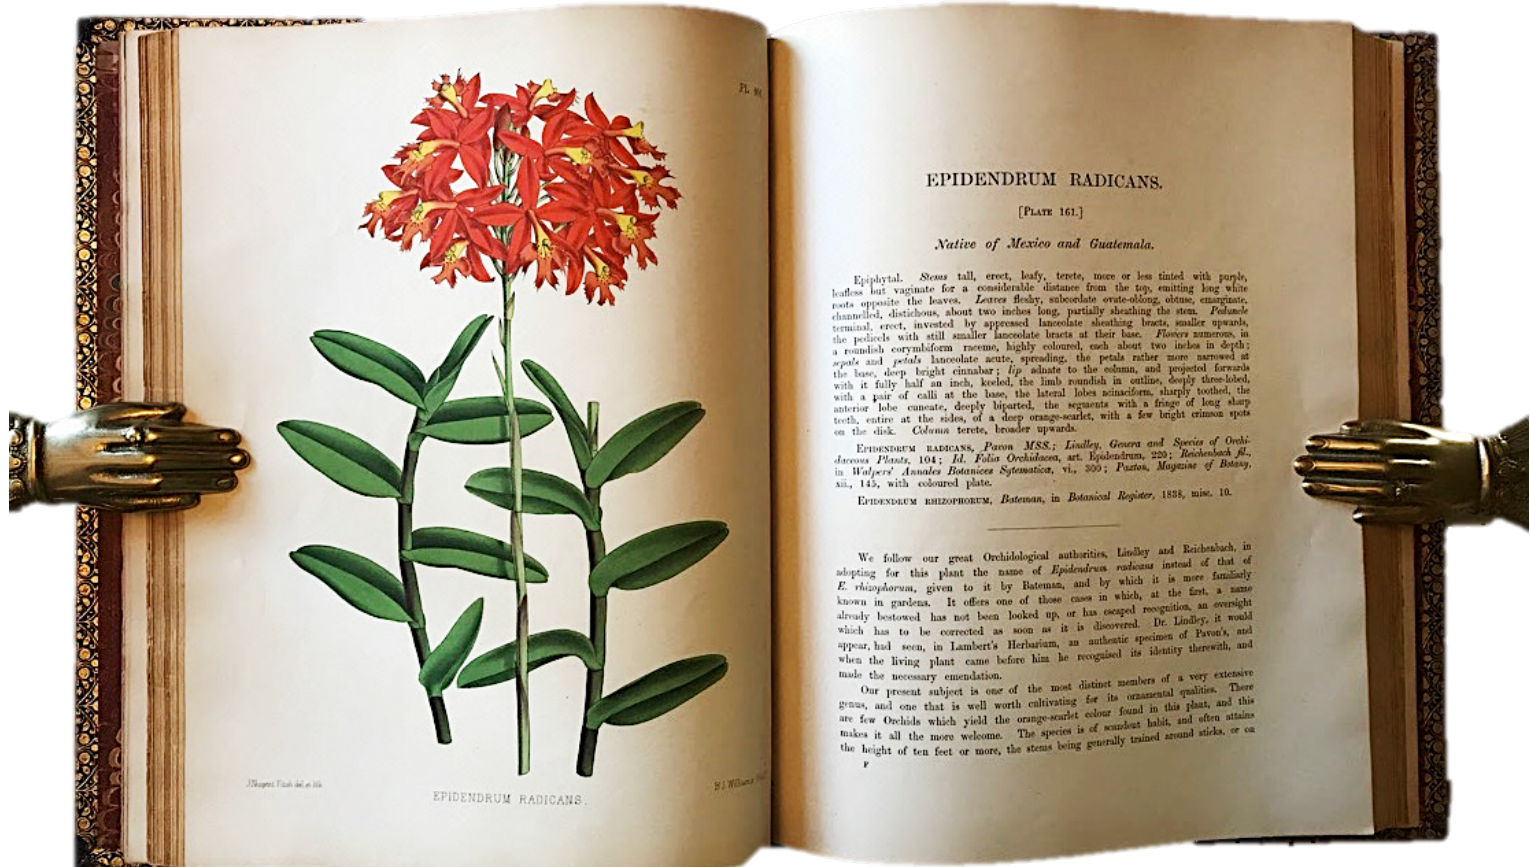 PL.
J.Nugent Fitch del. et lith.
B.S. Williams
EPIDENDRUM RADICANS.
EPIDENDRUM RADICANS.
[PLATE 161.]
Native of Mexico and Guatemala.
Epiphytal. Stems tall, erect, leafy, terete, more or less tinted with purple,
leafless but vaginate for a considerable distance from the top, emitting long white
roots opposite the leaves. Leaves fleshy, subcordate ovate-oblong, obtuse, emarginate,
channelled, distichous, about two inches long, partially sheathing the stem. Peduncle
terminal, erect, invested by appressed lanceolate sheathing bracts, smaller upwards,
the pedicels with still smaller lanceolate bracts at their base. Flowers numerous, in
a roundish corymbiform raceme, highly coloured, each about two inches in depth;
sepals and petals lanceolate acute, spreading, the petals rather more narrowed at
the base, deep bright cinnabar; lip adnate to the column, and projected forwards
with it fully half an inch, keeled, the limb roundish in outline, deeply three-lobed,
with a pair of calli at the base, the lateral lobes acinaciform, sharply toothed, the
anterior lobe cuneate, deeply biparted, the segments with a fringe of long sharp
teeth, entire at the sides, of a deep orange-scarlet, with a few bright crimson spots
on the disk. Column terete, broader upwards.
EPIDENDRUM RADICANS, Pavon MSS.; Lindley, Genera and Species of Orchi-
daceous Plants, 104; Id. Folia Orchidacea, art. Epidendrum, 220; Reichenbach fil.,
in Walpers' Annales Botanices Sytematica, vi., 390; Paxton, Magazine of Botany,
xii., 145, with coloured plate.
EPIDENDRUM RHIZOPHORUM, Bateman, in Botanical Register, 1838, misc. 10.
We follow our great Orchidological authorities, Lindley and Reichenbach, in
adopting for this plant the name of Epidendrum radicans instead of that of
E. rhizophorum, given to it by Bateman, and by which it is more familiarly
known in gardens. It offers one of those cases in which, at the first, a name
already bestowed has not been looked up, or has escaped recognition, an oversight
which has to be corrected as soon as it is discovered. Dr. Lindley, it would
appear, had seen, in Lambert's Herbarium, an authentic specimen of Pavon's, and
when the living plant came before him he recognised its identity therewith, and
made the necessary emendation.
Our present subject is one of the most distinct members of a very extensive
genus, and one that is well worth cultivating for its ornamental qualities. There
are few Orchids which yield the orange-scarlet colour found in this plant, and this
makes it all the more welcome. The species is of scandent habit, and often attains
the height of ten feet or more, the stems being generally trained around sticks, or on